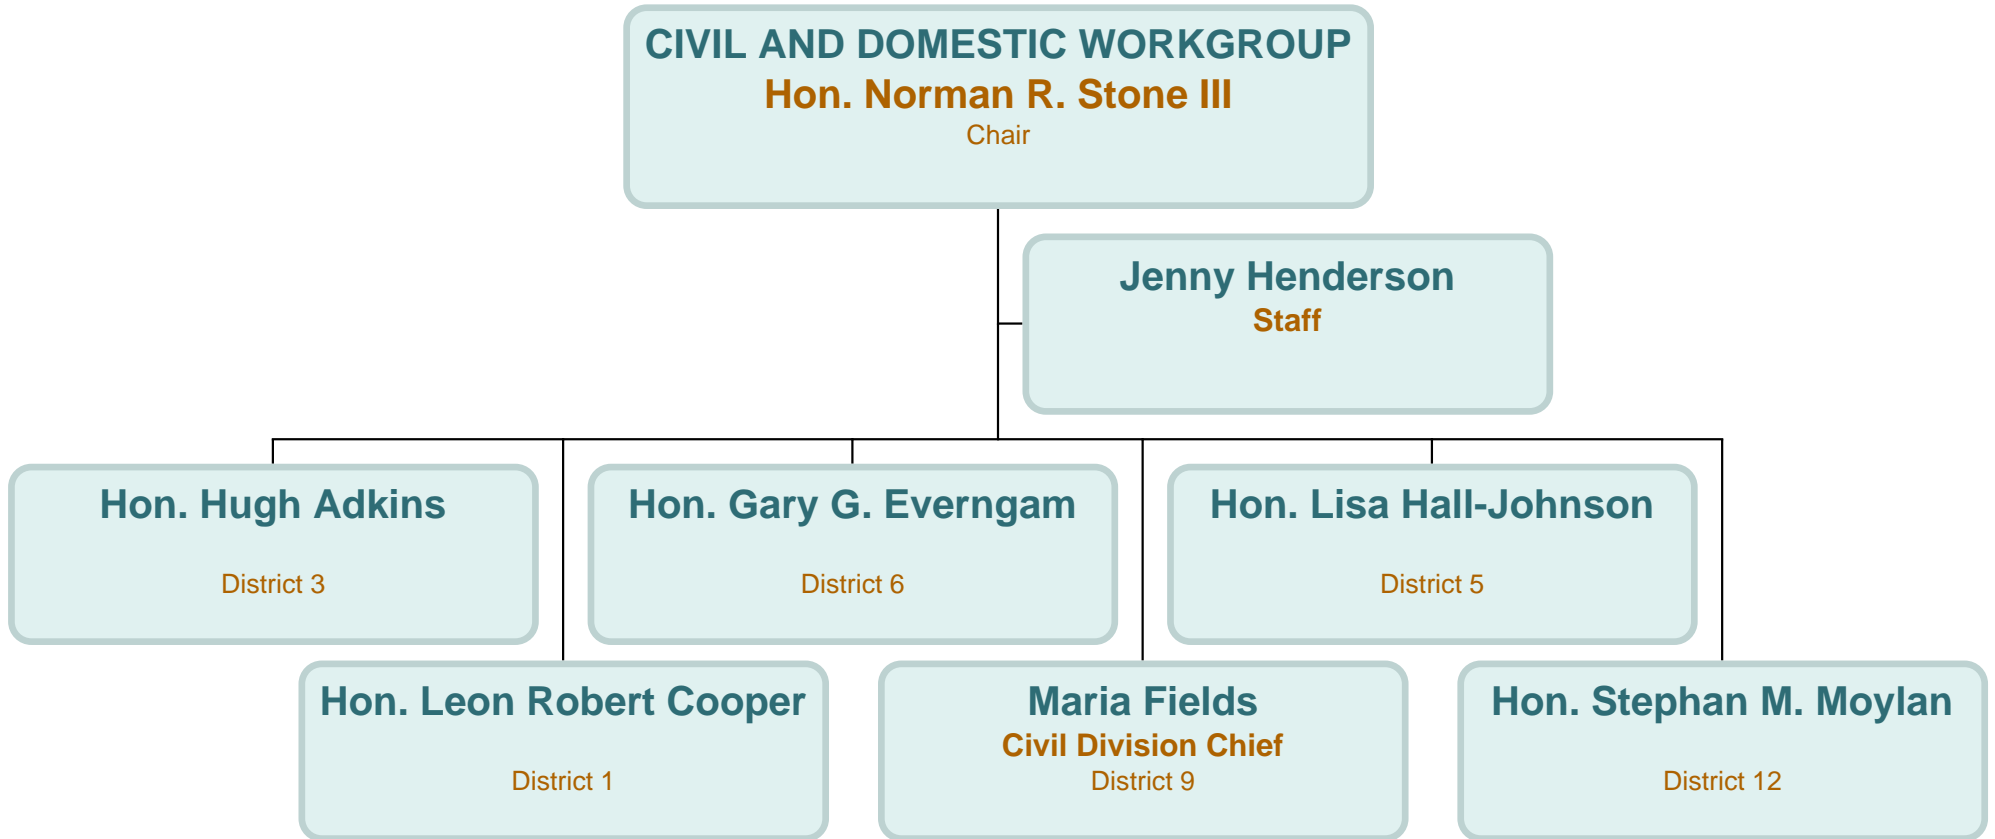 CIVIL AND DOMESTIC WORKGROUP
Hon. Norman R. Stone III
Chair
Jenny Henderson
Staff
Hon. Hugh Adkins
District 3
Hon. Gary G. Everngam
District 6
Hon. Lisa Hall-Johnson
District 5
Hon. Leon Robert Cooper
District 1
Maria Fields
Civil Division Chief
District 9
Hon. Stephan M. Moylan
District 12